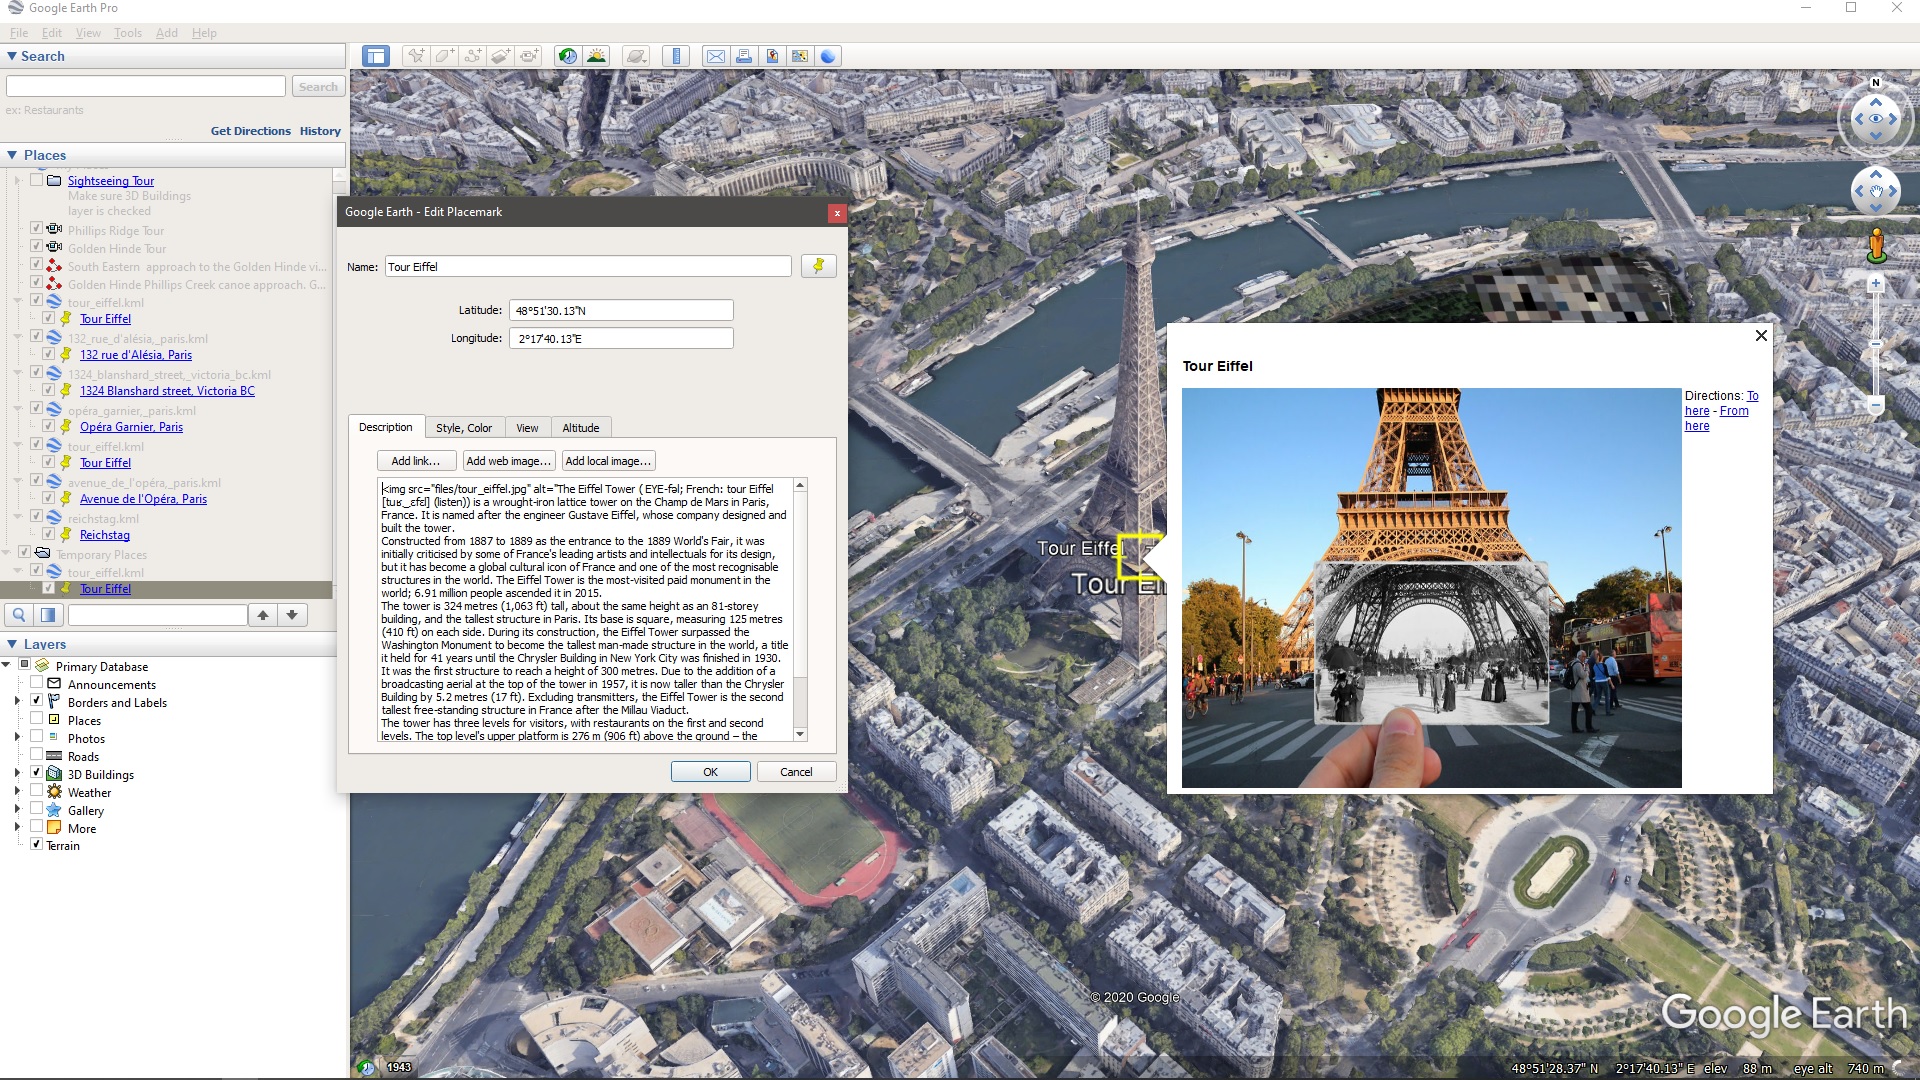 Google Earth Pro
File Edit View Tools Add Help
Search
Search
ex: Restaurants
Get Directions History
Places
Sightseeing Tour
Make sure 3D Buildings
layer is checked
Phillips Ridge Tour
Golden Hinde Tour
South Eastern approach to the Golden Hinde vi...
Golden Hinde Phillips Creek canoe approach. G...
tour_eiffel.kml
Tour Eiffel
132_rue_d'alésia,_paris.kml
132 rue d'Alésia, Paris
1324_blanshard_street,_victoria_bc.kml
1324 Blanshard street, Victoria BC
opéra_garnier,_paris.kml
Opéra Garnier, Paris
tour_eiffel.kml
Tour Eiffel
avenue_de_l'opéra,_paris.kml
Avenue de l'Opéra, Paris
reichstag.kml
Reichstag
Temporary Places
tour_eiffel.kml
Tour Eiffel
Layers
Primary Database
Announcements
Borders and Labels
Places
Photos
Roads
3D Buildings
Weather
Gallery
More
Terrain
Google Earth - Edit Placemark
x
Name: Tour Eiffel
Latitude: 48°51'30.13"N
Longitude: 2°17'40.13"E
Description Style, Color View Altitude
Add link... Add web image... Add local image...
<img src="files/tour_eiffel.jpg" alt="The Eiffel Tower ( EYE-fəl; French: tour Eiffel
[tuʁ‿ɛfɛl] (listen)) is a wrought-iron lattice tower on the Champ de Mars in Paris,
France. It is named after the engineer Gustave Eiffel, whose company designed and
built the tower.
Constructed from 1887 to 1889 as the entrance to the 1889 World's Fair, it was
initially criticised by some of France's leading artists and intellectuals for its design,
but it has become a global cultural icon of France and one of the most recognisable
structures in the world. The Eiffel Tower is the most-visited paid monument in the
world; 6.91 million people ascended it in 2015.
The tower is 324 metres (1,063 ft) tall, about the same height as an 81-storey
building, and the tallest structure in Paris. Its base is square, measuring 125 metres
(410 ft) on each side. During its construction, the Eiffel Tower surpassed the
Washington Monument to become the tallest man-made structure in the world, a title
it held for 41 years until the Chrysler Building in New York City was finished in 1930.
It was the first structure to reach a height of 300 metres. Due to the addition of a
broadcasting aerial at the top of the tower in 1957, it is now taller than the Chrysler
Building by 5.2 metres (17 ft). Excluding transmitters, the Eiffel Tower is the second
tallest free-standing structure in France after the Millau Viaduct.
The tower has three levels for visitors, with restaurants on the first and second
levels. The top level's upper platform is 276 m (906 ft) above the ground – the
OK Cancel
Tour Eiffel
Tour Ei
Tour Eiffel
Directions: To
here - From
here
N
© 2020 Google
Google Earth
1943
48°51'28.37" N 2°17'40.13" E elev 88 m eye alt 740 m